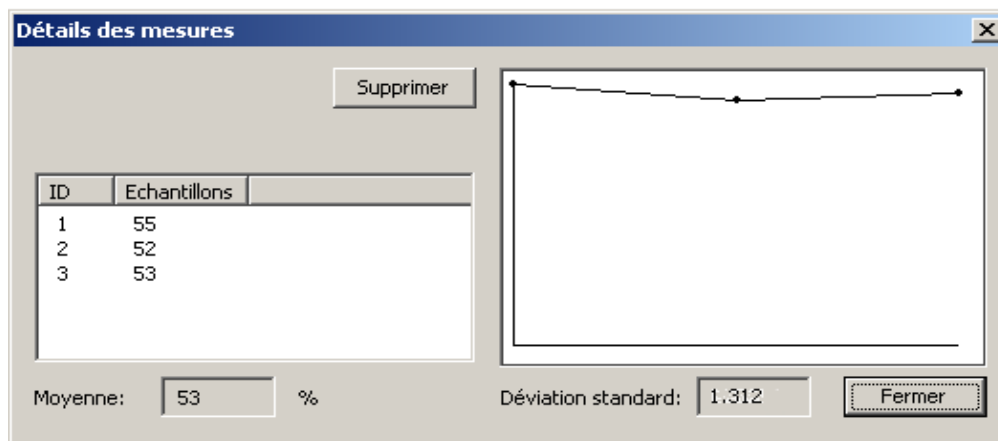 Détails des mesures
Supprimer
ID Echantillons
1 55
2 52
3 53
Moyenne: 53 %
Déviation standard: 1.312
Fermer